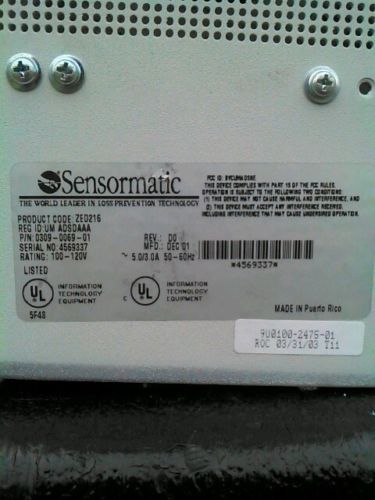 Sensormatic
THE WORLD LEADER IN LOSS PREVENTION TECHNOLOGY
FCC ID:
THIS DEVICE COMPLIES WITH PART 15 OF THE FCC RULES.
OPERATION IS SUBJECT TO THE FOLLOWING TWO CONDITIONS:
(1) THIS DEVICE MAY NOT CAUSE HARMFUL INTERFERENCE, AND
(2) THIS DEVICE MUST ACCEPT ANY INTERFERENCE RECEIVED,
INCLUDING INTERFERENCE THAT MAY CAUSE UNDESIRED OPERATION.
PRODUCT CODE: ZED216
REG ID:UM ADSDAAA
P/N: 0309-0069-01 REV.: D0
SERIAL NO: 4569337 MFD.: DEC'01
RATING: 100-120V ~ 5.0/3.0A 50-60Hz
*4569337*
LISTED
UL INFORMATION TECHNOLOGY EQUIPMENT
5F48
C UL INFORMATION TECHNOLOGY EQUIPMENT
MADE IN Puerto Rico
9U0100-2475-01
ROC 03/31/03 T11